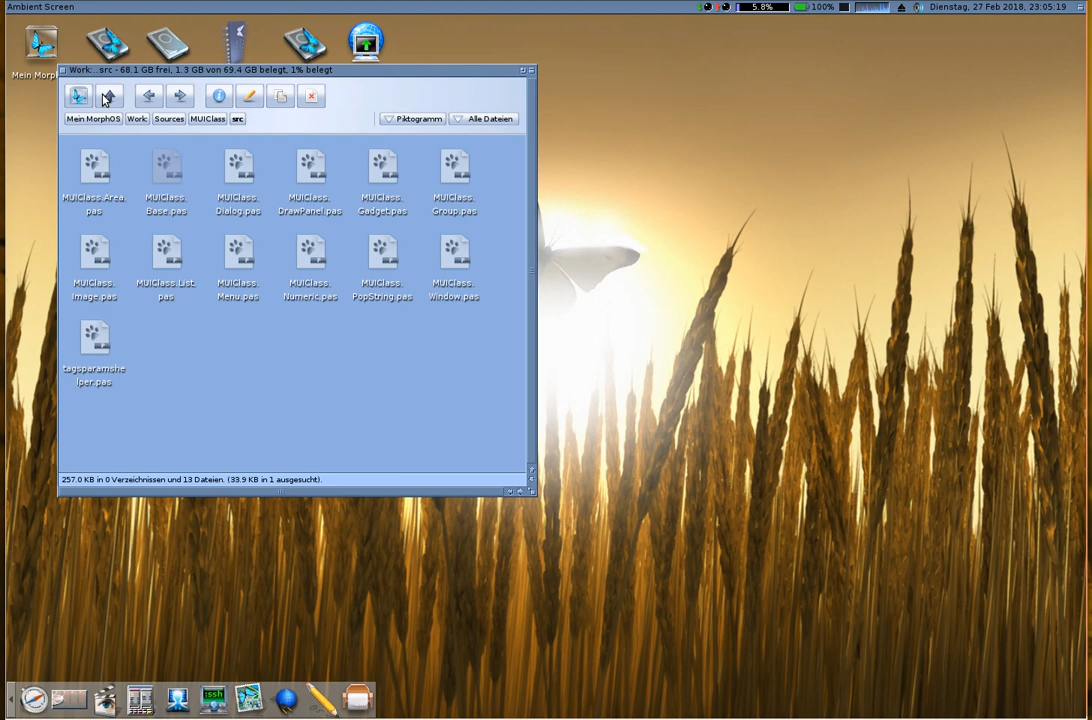 Ambient Screen
5.8%
100%
Dienstag, 27 Feb 2018, 23:05:19
Mein Morp
Work:...src - 68.1 GB frei, 1.3 GB von 69.4 GB belegt, 1% belegt
Mein MorphOS
Work:
Sources
MUIClass
src
Piktogramm
Alle Dateien
MUIClass.Area.
pas
MUIClass.
Base.pas
MUIClass.
Dialog.pas
MUIClass.
DrawPanel.pas
MUIClass.
Gadget.pas
MUIClass.
Group.pas
MUIClass.
Image.pas
MUIClass.List.
pas
MUIClass.
Menu.pas
MUIClass.
Numeric.pas
MUIClass.
PopString.pas
MUIClass.
Window.pas
tagsparamshe
lper.pas
257.0 KB in 0 Verzeichnissen und 13 Dateien. (33.9 KB in 1 ausgesucht).
:ssh